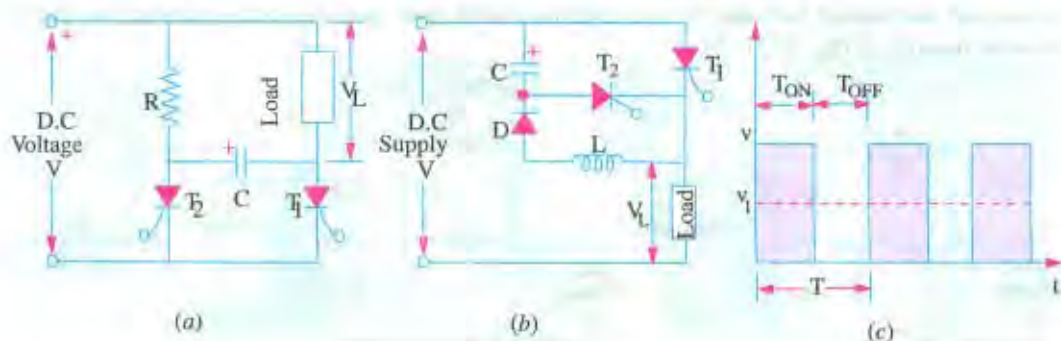 +
D.C
Voltage
V
R
Load
V_L
+
C
T_2
T_1
(a)
D.C
Supply
V
+
C
D
T_2
T_1
L
V_L
Load
(b)
T_ON
T_OFF
v
v_l
T
t
(c)